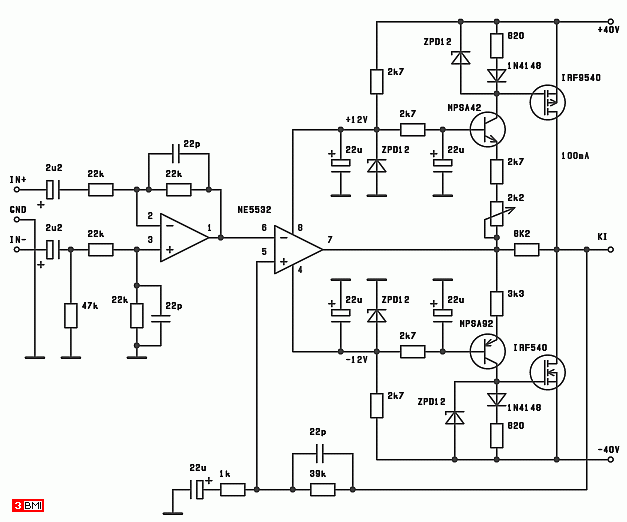 +40V
820
ZPD12
1N4148
IRF9540
2k7
MPSA42
+12V
2k7
22p
22u
ZPD12
22u
100mA
2u2
22k
22k
2k7
IN+
NE5532
2k2
GND
2
1
6
8
IN-
2u2
22k
3
5
7
8K2
KI
4
47k
22k
22p
22u
ZPD12
22u
3k3
MPSA92
2k7
IRF540
-12V
2k7
ZPD12
1N4148
820
22p
-40V
22u
1k
39k
3BMI